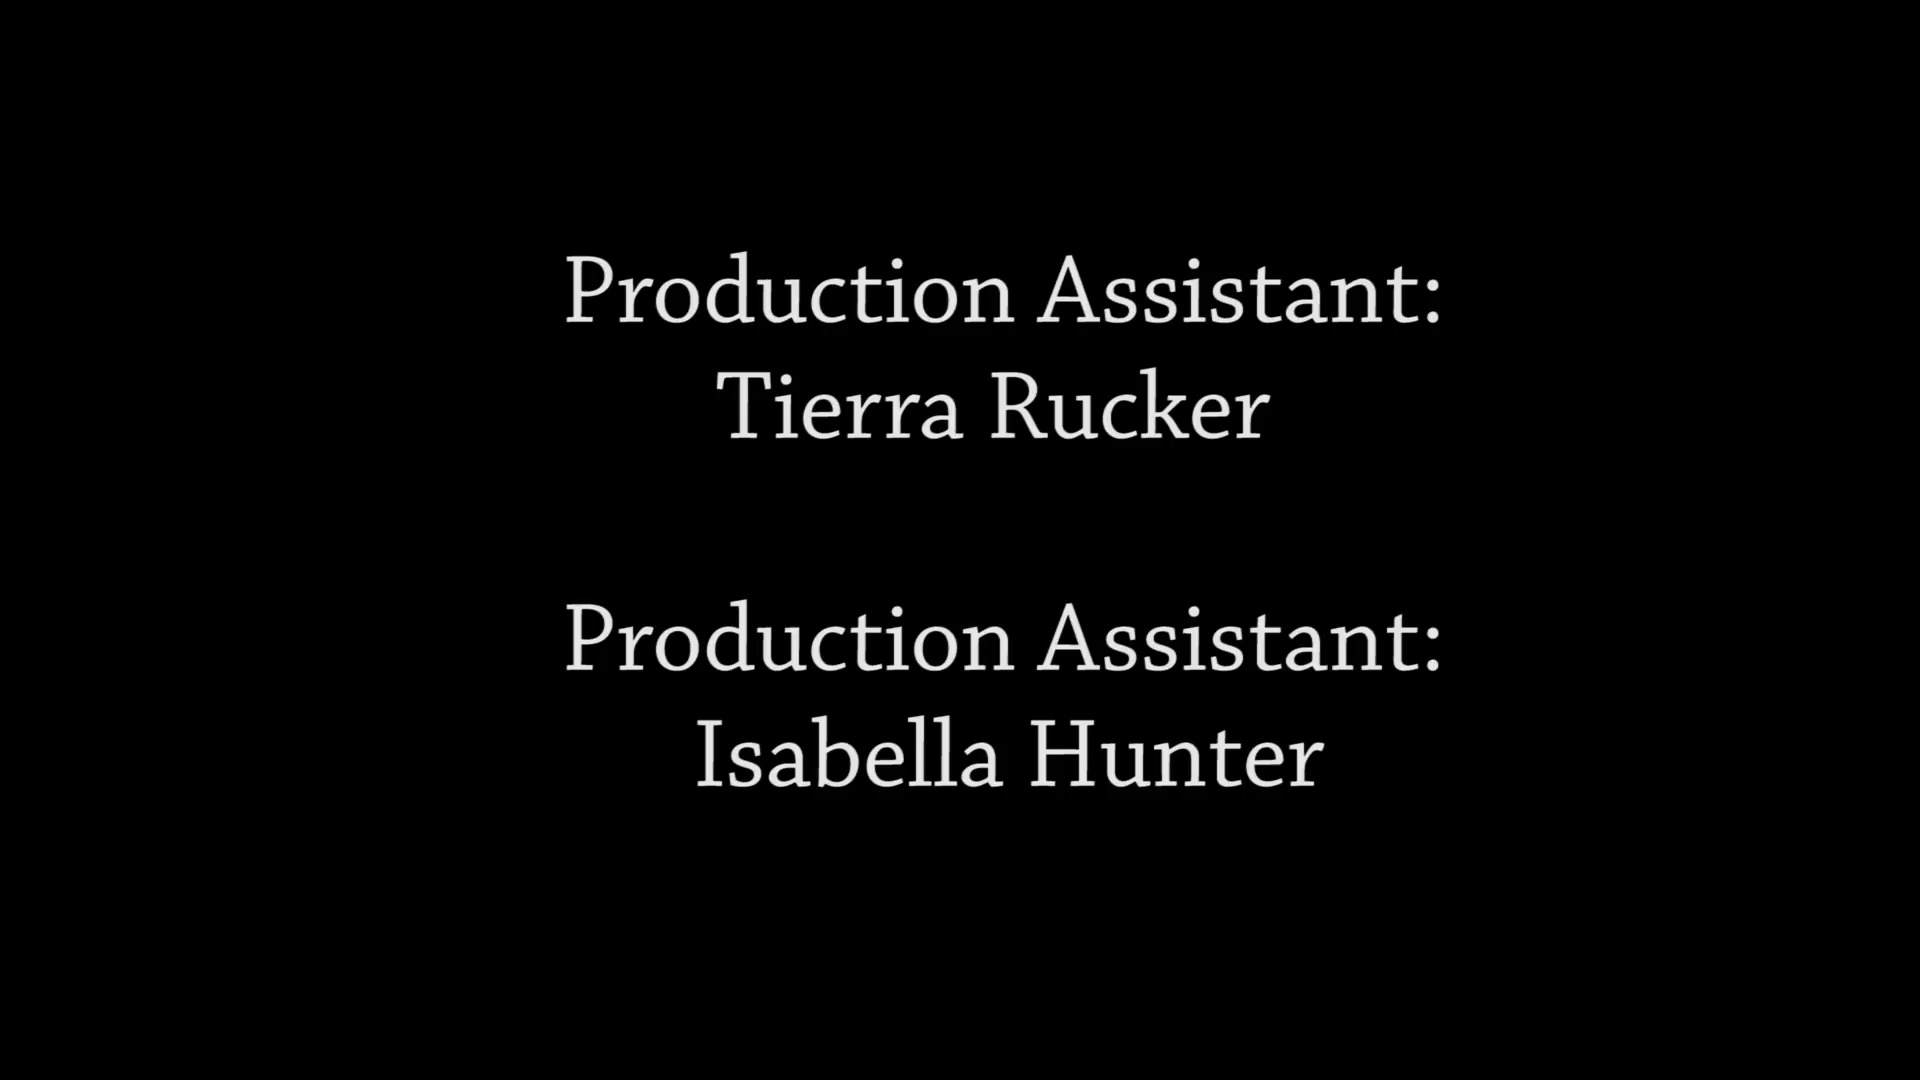 Production Assistant:
Tierra Rucker
Production Assistant:
Isabella Hunter